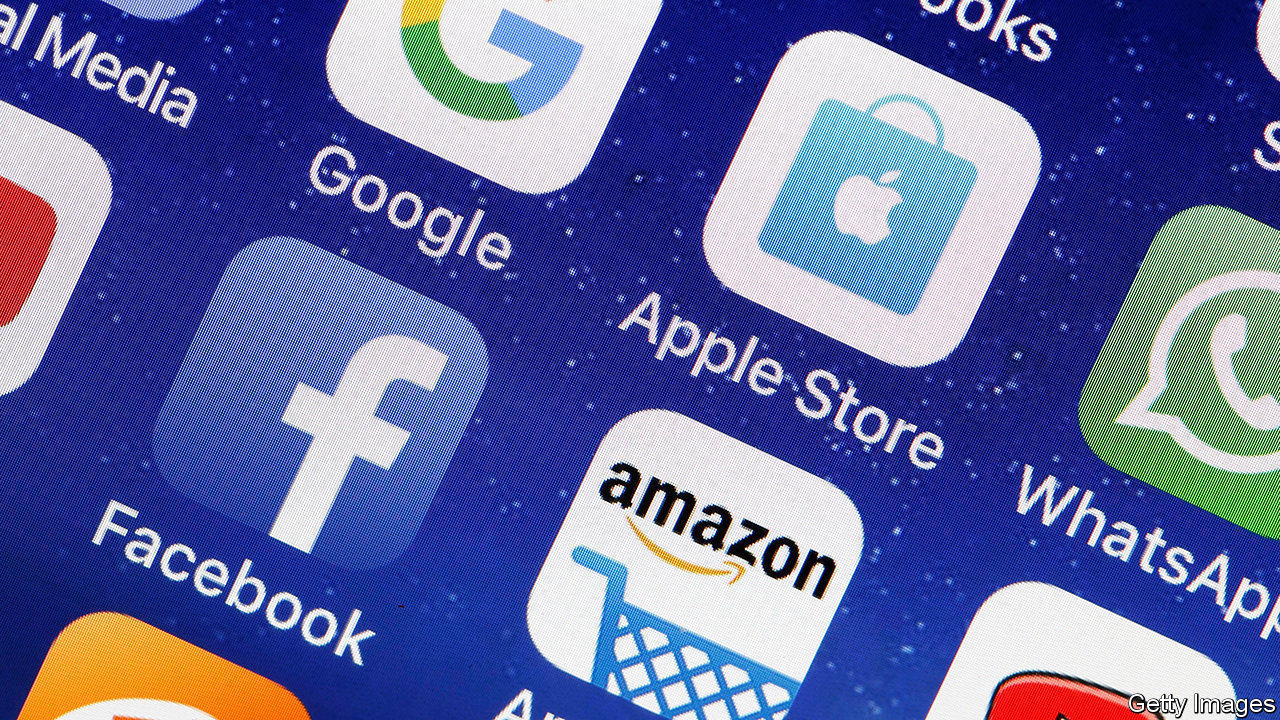 al Media
Google
ooks
Apple Store
Facebook
amazon
WhatsApp
Getty Images